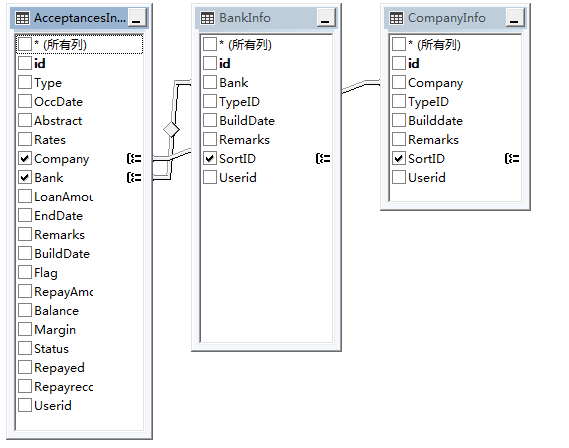 AcceptancesIn...
* (所有列)
id
Type
OccDate
Abstract
Rates
Company
Bank
LoanAmou
EndDate
Remarks
BuildDate
Flag
RepayAm
Balance
Margin
Status
Repayed
Repayrecc
Userid
BankInfo
* (所有列)
id
Bank
TypeID
BuildDate
Remarks
SortID
Userid
CompanyInfo
* (所有列)
id
Company
TypeID
Builddate
Remarks
SortID
Userid